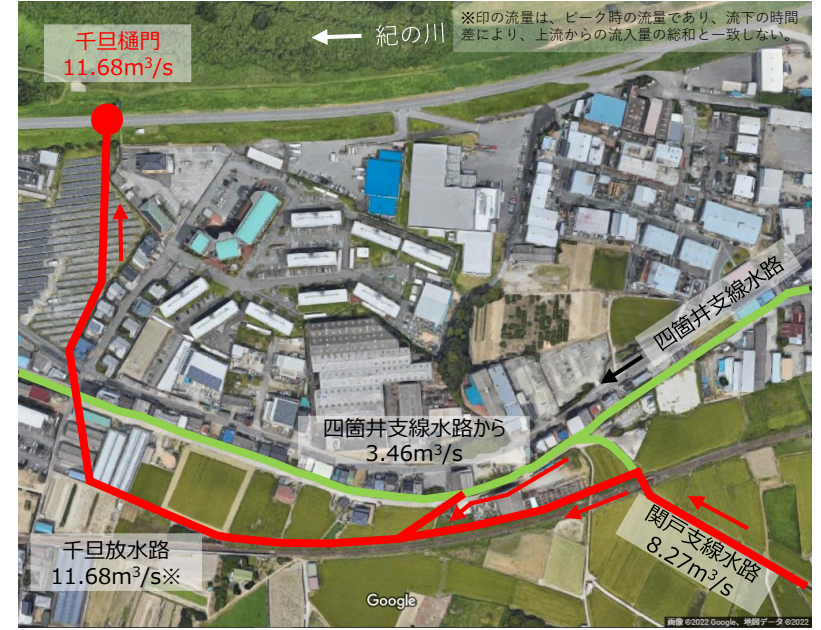 千旦樋門
11.68m³/s
紀の川
※印の流量は、ピーク時の流量であり、流下の時間
差により、上流からの流入量の総和と一致しない。
四箇井支線水路
四箇井支線水路から
3.46m³/s
関戸支線水路
8.27m³/s
千旦放水路
11.68m³/s※
Google
画像 ©2022 Google、地図データ ©2022